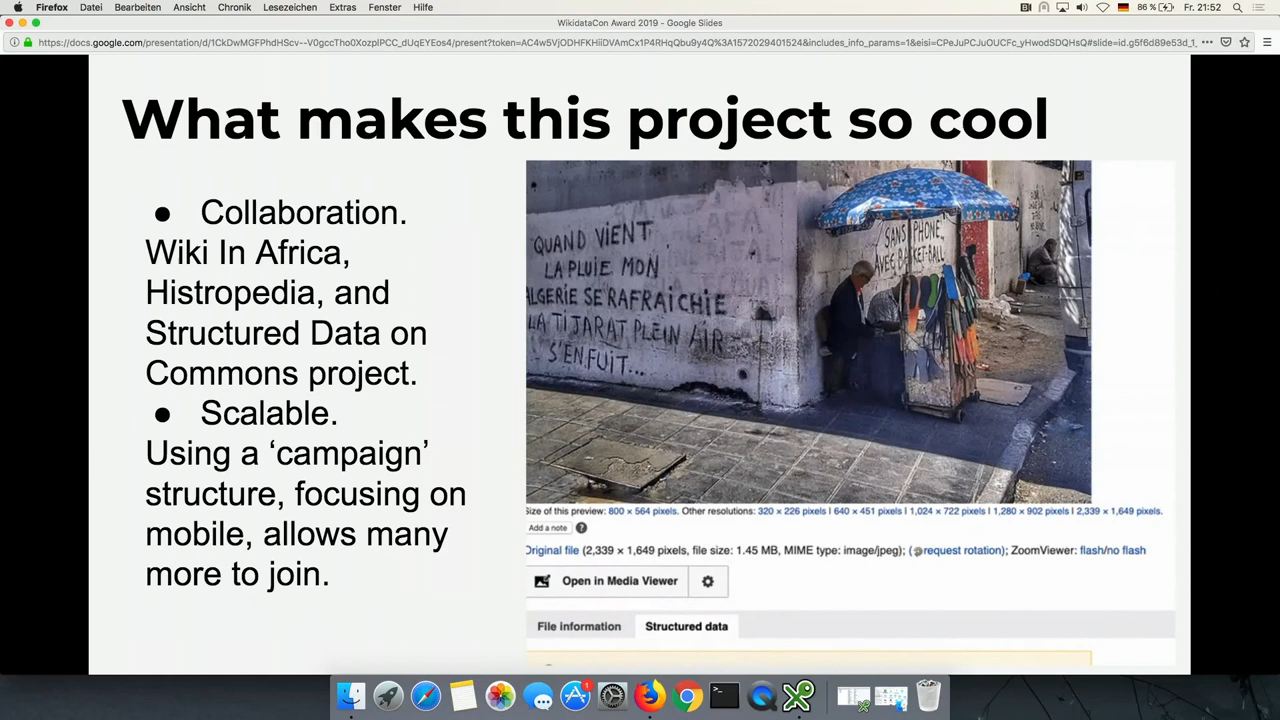 Firefox Datei Bearbeiten Ansicht Chronik Lesezeichen Extras Fenster Hilfe 86 % Fr. 21:52
WikidataCon Award 2019 - Google Slides
What makes this project so cool
● Collaboration.
Wiki In Africa,
Histropedia, and
Structured Data on
Commons project.
● Scalable.
Using a ‘campaign’
structure, focusing on
mobile, allows many
more to join.
QUAND VIENT
LA PLUIE MON
ALGERIE SE RAFRAICHIE
LA TIJARAT PLEIN AIR
S'ENFUIT...
SANS PHONE
AVEC BASKET-BALL
Size of this preview: 800 × 564 pixels. Other resolutions: 320 × 226 pixels | 640 × 451 pixels | 1,024 × 722 pixels | 1,280 × 902 pixels | 2,339 × 1,649 pixels.
Add a note ?
Original file (2,339 × 1,649 pixels, file size: 1.45 MB, MIME type: image/jpeg); (request rotation); ZoomViewer: flash/no flash
Open in Media Viewer
File information Structured data
1